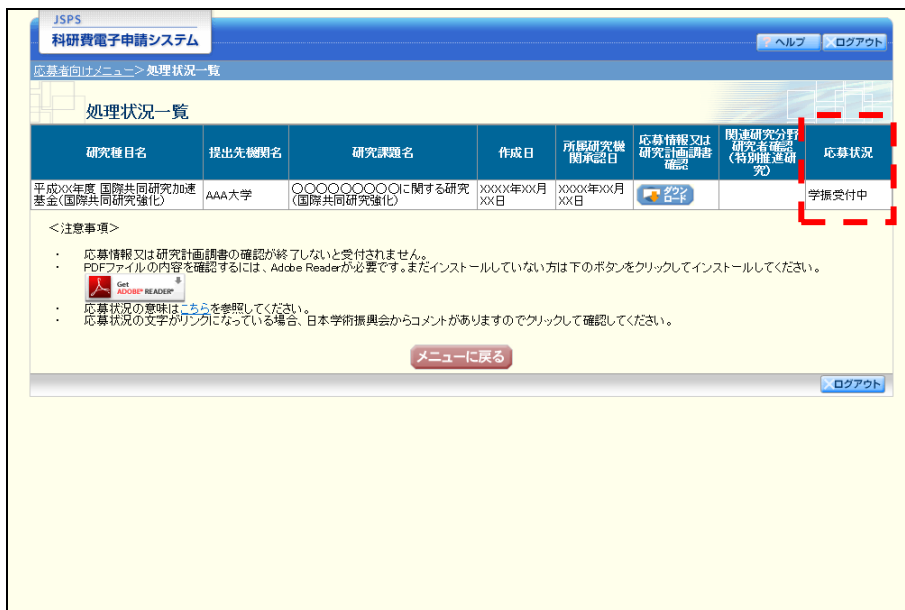 JSPS
科研費電子申請システム
? ヘルプ
ログアウト
応募者向けメニュー>処理状況一覧
処理状況一覧
研究種目名
提出先機関名
研究課題名
作成日
所属研究機
関承認日
応募情報又は
研究計画調書
確認
関連研究分野
研究者確認
(特別推進研
究)
応募状況
平成XX年度 国際共同研究加速
基金(国際共同研究強化)
AAA大学
〇〇〇〇〇〇〇〇〇に関する研究
(国際共同研究強化)
XXXX年XX月
XX日
XXXX年XX月
XX日
ダウン
ロード
学振受付中
<注意事項>
・ 応募情報又は研究計画調書の確認が終了しないと受付されません。
・ PDFファイルの内容を確認するには、Adobe Readerが必要です。まだインストールしていない方は下のボタンをクリックしてインストールしてください。
Get
ADOBE® READER®
・ 応募状況の意味はこちらを参照してください。
・ 応募状況の文字がリンクになっている場合、日本学術振興会からコメントがありますのでクリックして確認してください。
メニューに戻る
ログアウト